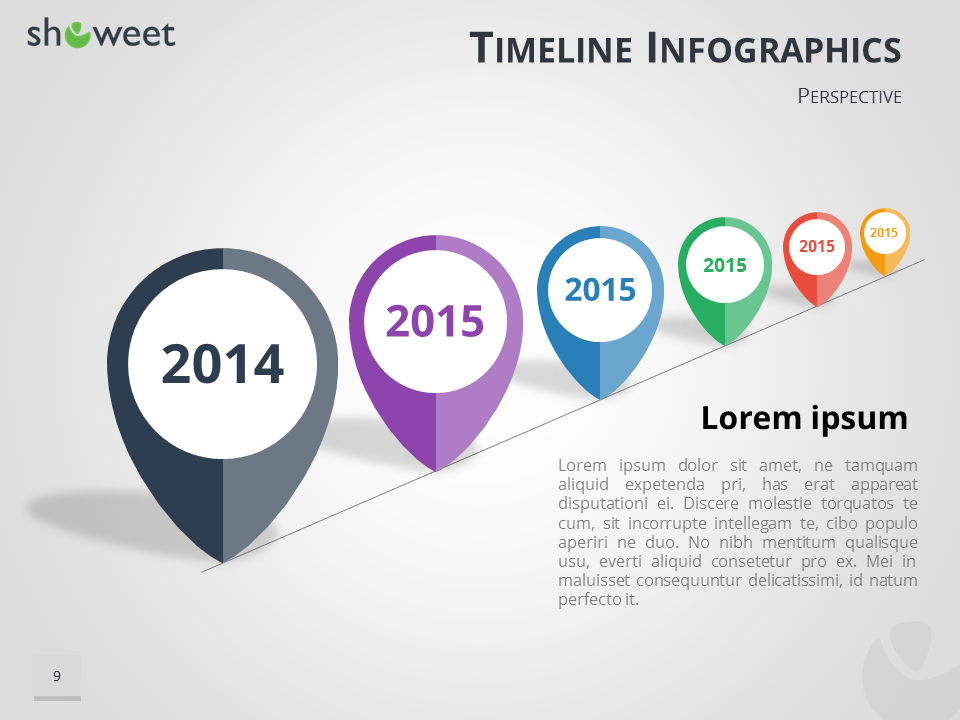 showeet
Timeline Infographics
Perspective
2014
2015
2015
2015
2015
2015
Lorem ipsum
Lorem ipsum dolor sit amet, ne tamquam
aliquid expetenda pri, has erat appareat
disputationi ei. Discere molestie torquatos te
cum, sit incorrupte intellegam te, cibo populo
aperiri ne duo. No nibh mentitum qualisque
usu, everti aliquid consetetur pro ex. Mei in
maluisset consequuntur delicatissimi, id natum
perfecto it.
9